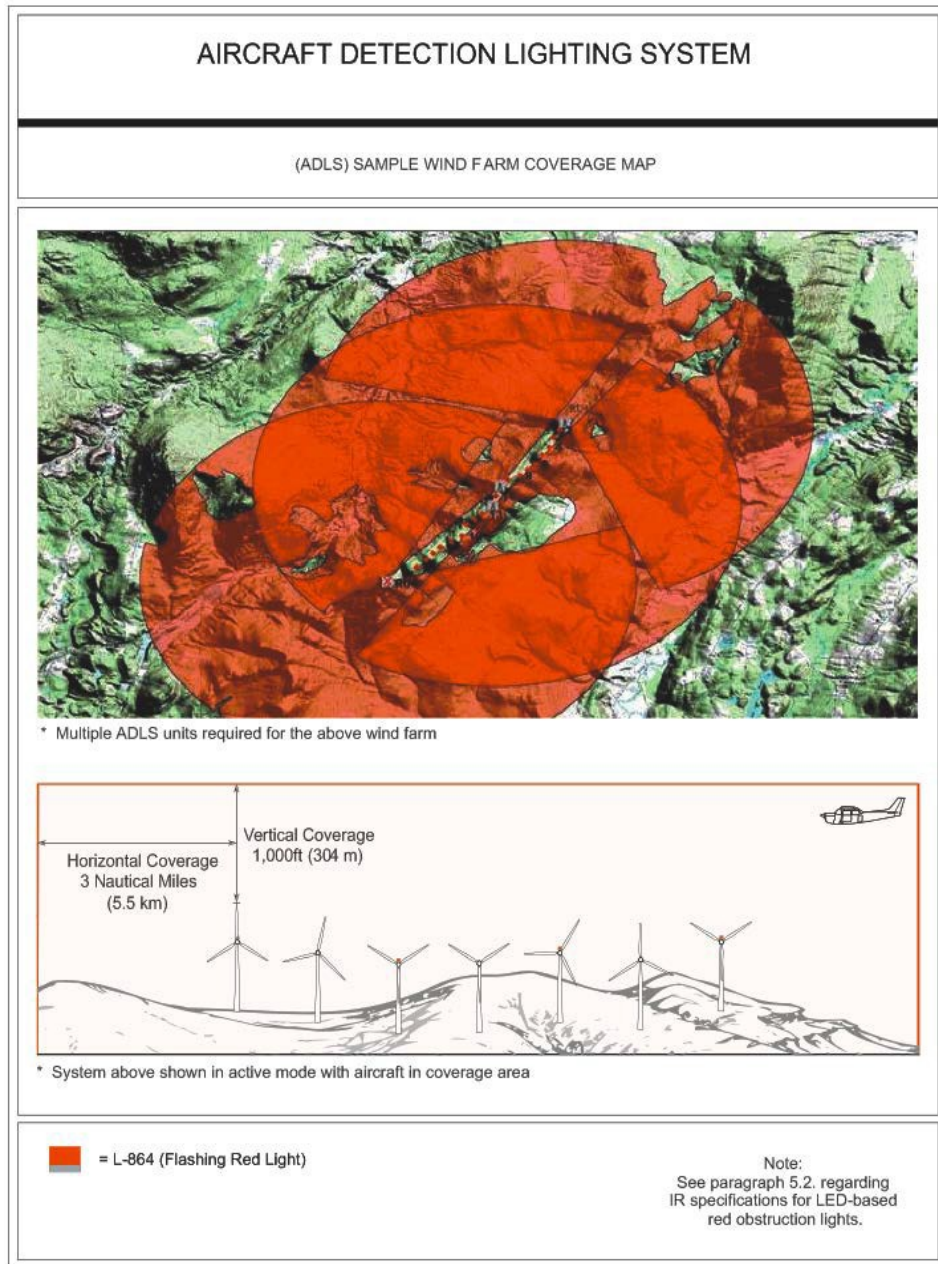 AIRCRAFT DETECTION LIGHTING SYSTEM
(ADLS) SAMPLE WIND FARM COVERAGE MAP
* Multiple ADLS units required for the above wind farm
Vertical Coverage
1,000ft (304 m)
Horizontal Coverage
3 Nautical Miles
(5.5 km)
* System above shown in active mode with aircraft in coverage area
= L-864 (Flashing Red Light)
Note:
See paragraph 5.2. regarding
IR specifications for LED-based
red obstruction lights.